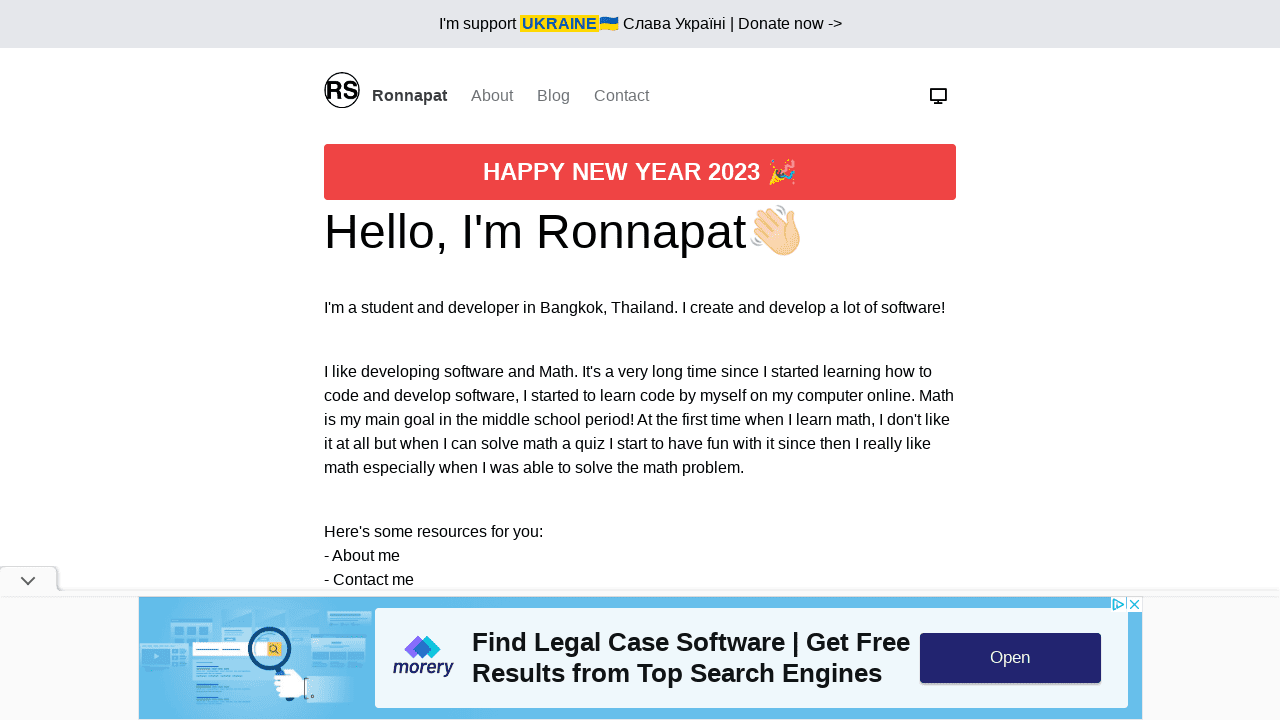 I'm support UKRAINE🇺🇦 Слава Україні | Donate now ->
RS Ronnapat About Blog Contact
HAPPY NEW YEAR 2023 🎉
Hello, I'm Ronnapat👋🏻
I'm a student and developer in Bangkok, Thailand. I create and develop a lot of software!
I like developing software and Math. It's a very long time since I started learning how to
code and develop software, I started to learn code by myself on my computer online. Math
is my main goal in the middle school period! At the first time when I learn math, I don't like
it at all but when I can solve math a quiz I start to have fun with it since then I really like
math especially when I was able to solve the math problem.
Here's some resources for you:
- About me
- Contact me
morery
Find Legal Case Software | Get Free
Results from Top Search Engines
Open